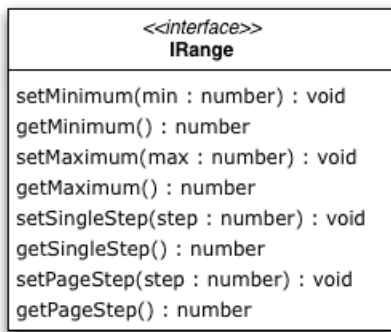 <<interface>>
IRange
setMinimum(min : number) : void
getMinimum() : number
setMaximum(max : number) : void
getMaximum() : number
setSingleStep(step : number) : void
getSingleStep() : number
setPageStep(step : number) : void
getPageStep() : number